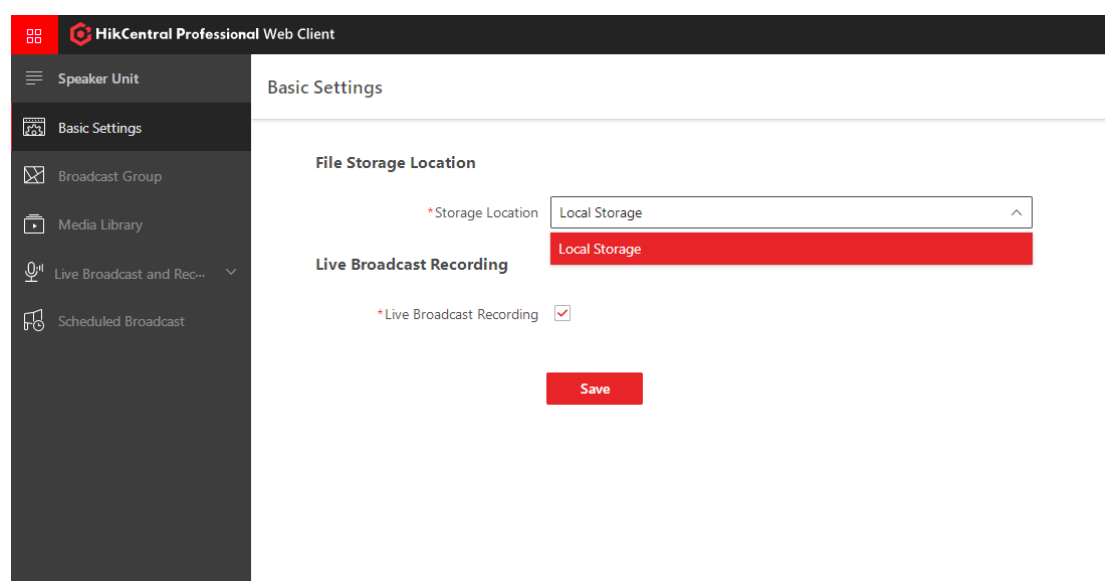 HikCentral Professional Web Client
Speaker Unit
Basic Settings
Broadcast Group
Media Library
Live Broadcast and Rec...
Scheduled Broadcast
Basic Settings
File Storage Location
*Storage Location Local Storage
Local Storage
Live Broadcast Recording
*Live Broadcast Recording
Save